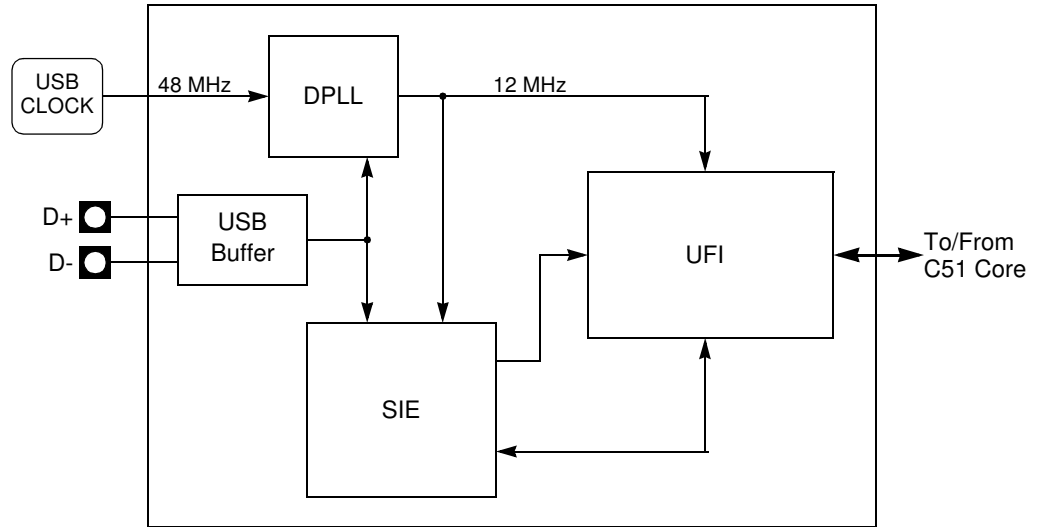 USB
CLOCK
48 MHz
DPLL
12 MHz
D+
D-
USB
Buffer
UFI
To/From
C51 Core
SIE